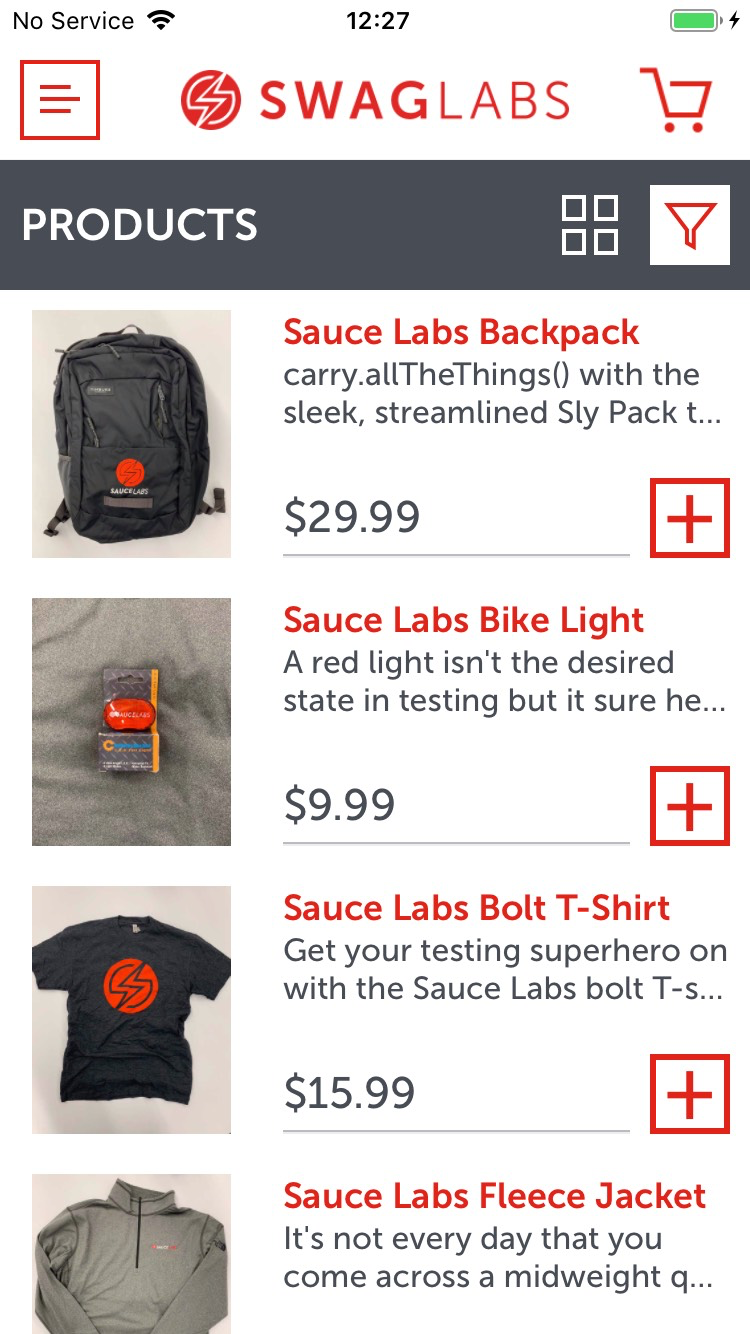 No Service 12:27
SWAGLABS
PRODUCTS
Sauce Labs Backpack
carry.allTheThings() with the
sleek, streamlined Sly Pack t...
SAUCELABS
$29.99
Sauce Labs Bike Light
A red light isn't the desired
state in testing but it sure he...
SAUCELABS
$9.99
Sauce Labs Bolt T-Shirt
Get your testing superhero on
with the Sauce Labs bolt T-s...
$15.99
Sauce Labs Fleece Jacket
It's not every day that you
come across a midweight q...